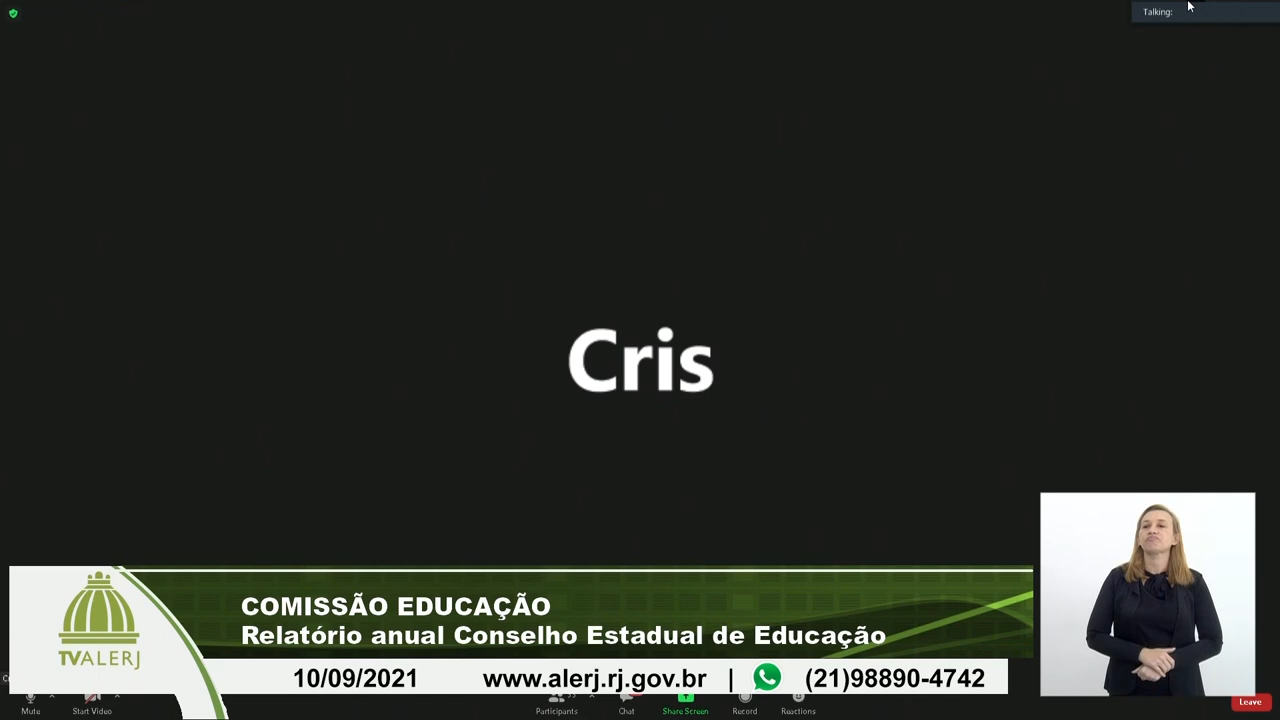 Talking:
Cris
COMISSÃO EDUCAÇÃO
Relatório anual Conselho Estadual de Educação
TVALERJ
10/09/2021 www.alerj.rj.gov.br | (21)98890-4742
Mute Start Video Participants Chat Share Screen Record Reactions Leave